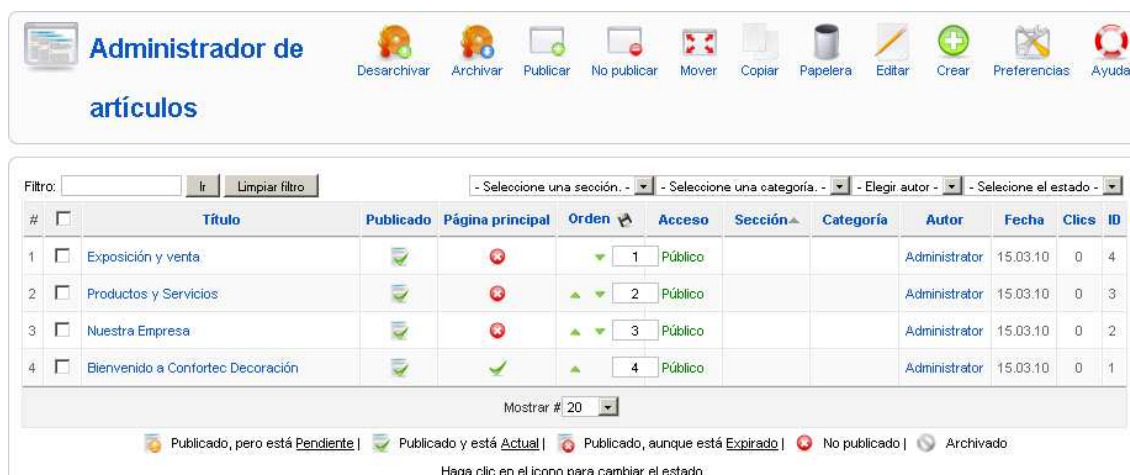 Administrador de artículos
Desarchivar Archivar Publicar No publicar Mover Copiar Papelera Editar Crear Preferencias Ayuda
Filtro: Ir Limpiar filtro - Seleccione una sección. - - Seleccione una categoría. - - Elegir autor - - Selecione el estado -
# Título Publicado Página principal Orden Acceso Sección Categoría Autor Fecha Clics ID
1 Exposición y venta 1 Público Administrator 15.03.10 0 4
2 Productos y Servicios 2 Público Administrator 15.03.10 0 3
3 Nuestra Empresa 3 Público Administrator 15.03.10 0 2
4 Bienvenido a Confortec Decoración 4 Público Administrator 15.03.10 0 1
Mostrar # 20
Publicado, pero está Pendiente | Publicado y está Actual | Publicado, aunque está Expirado | No publicado | Archivado
Haga clic en el icono para cambiar el estado